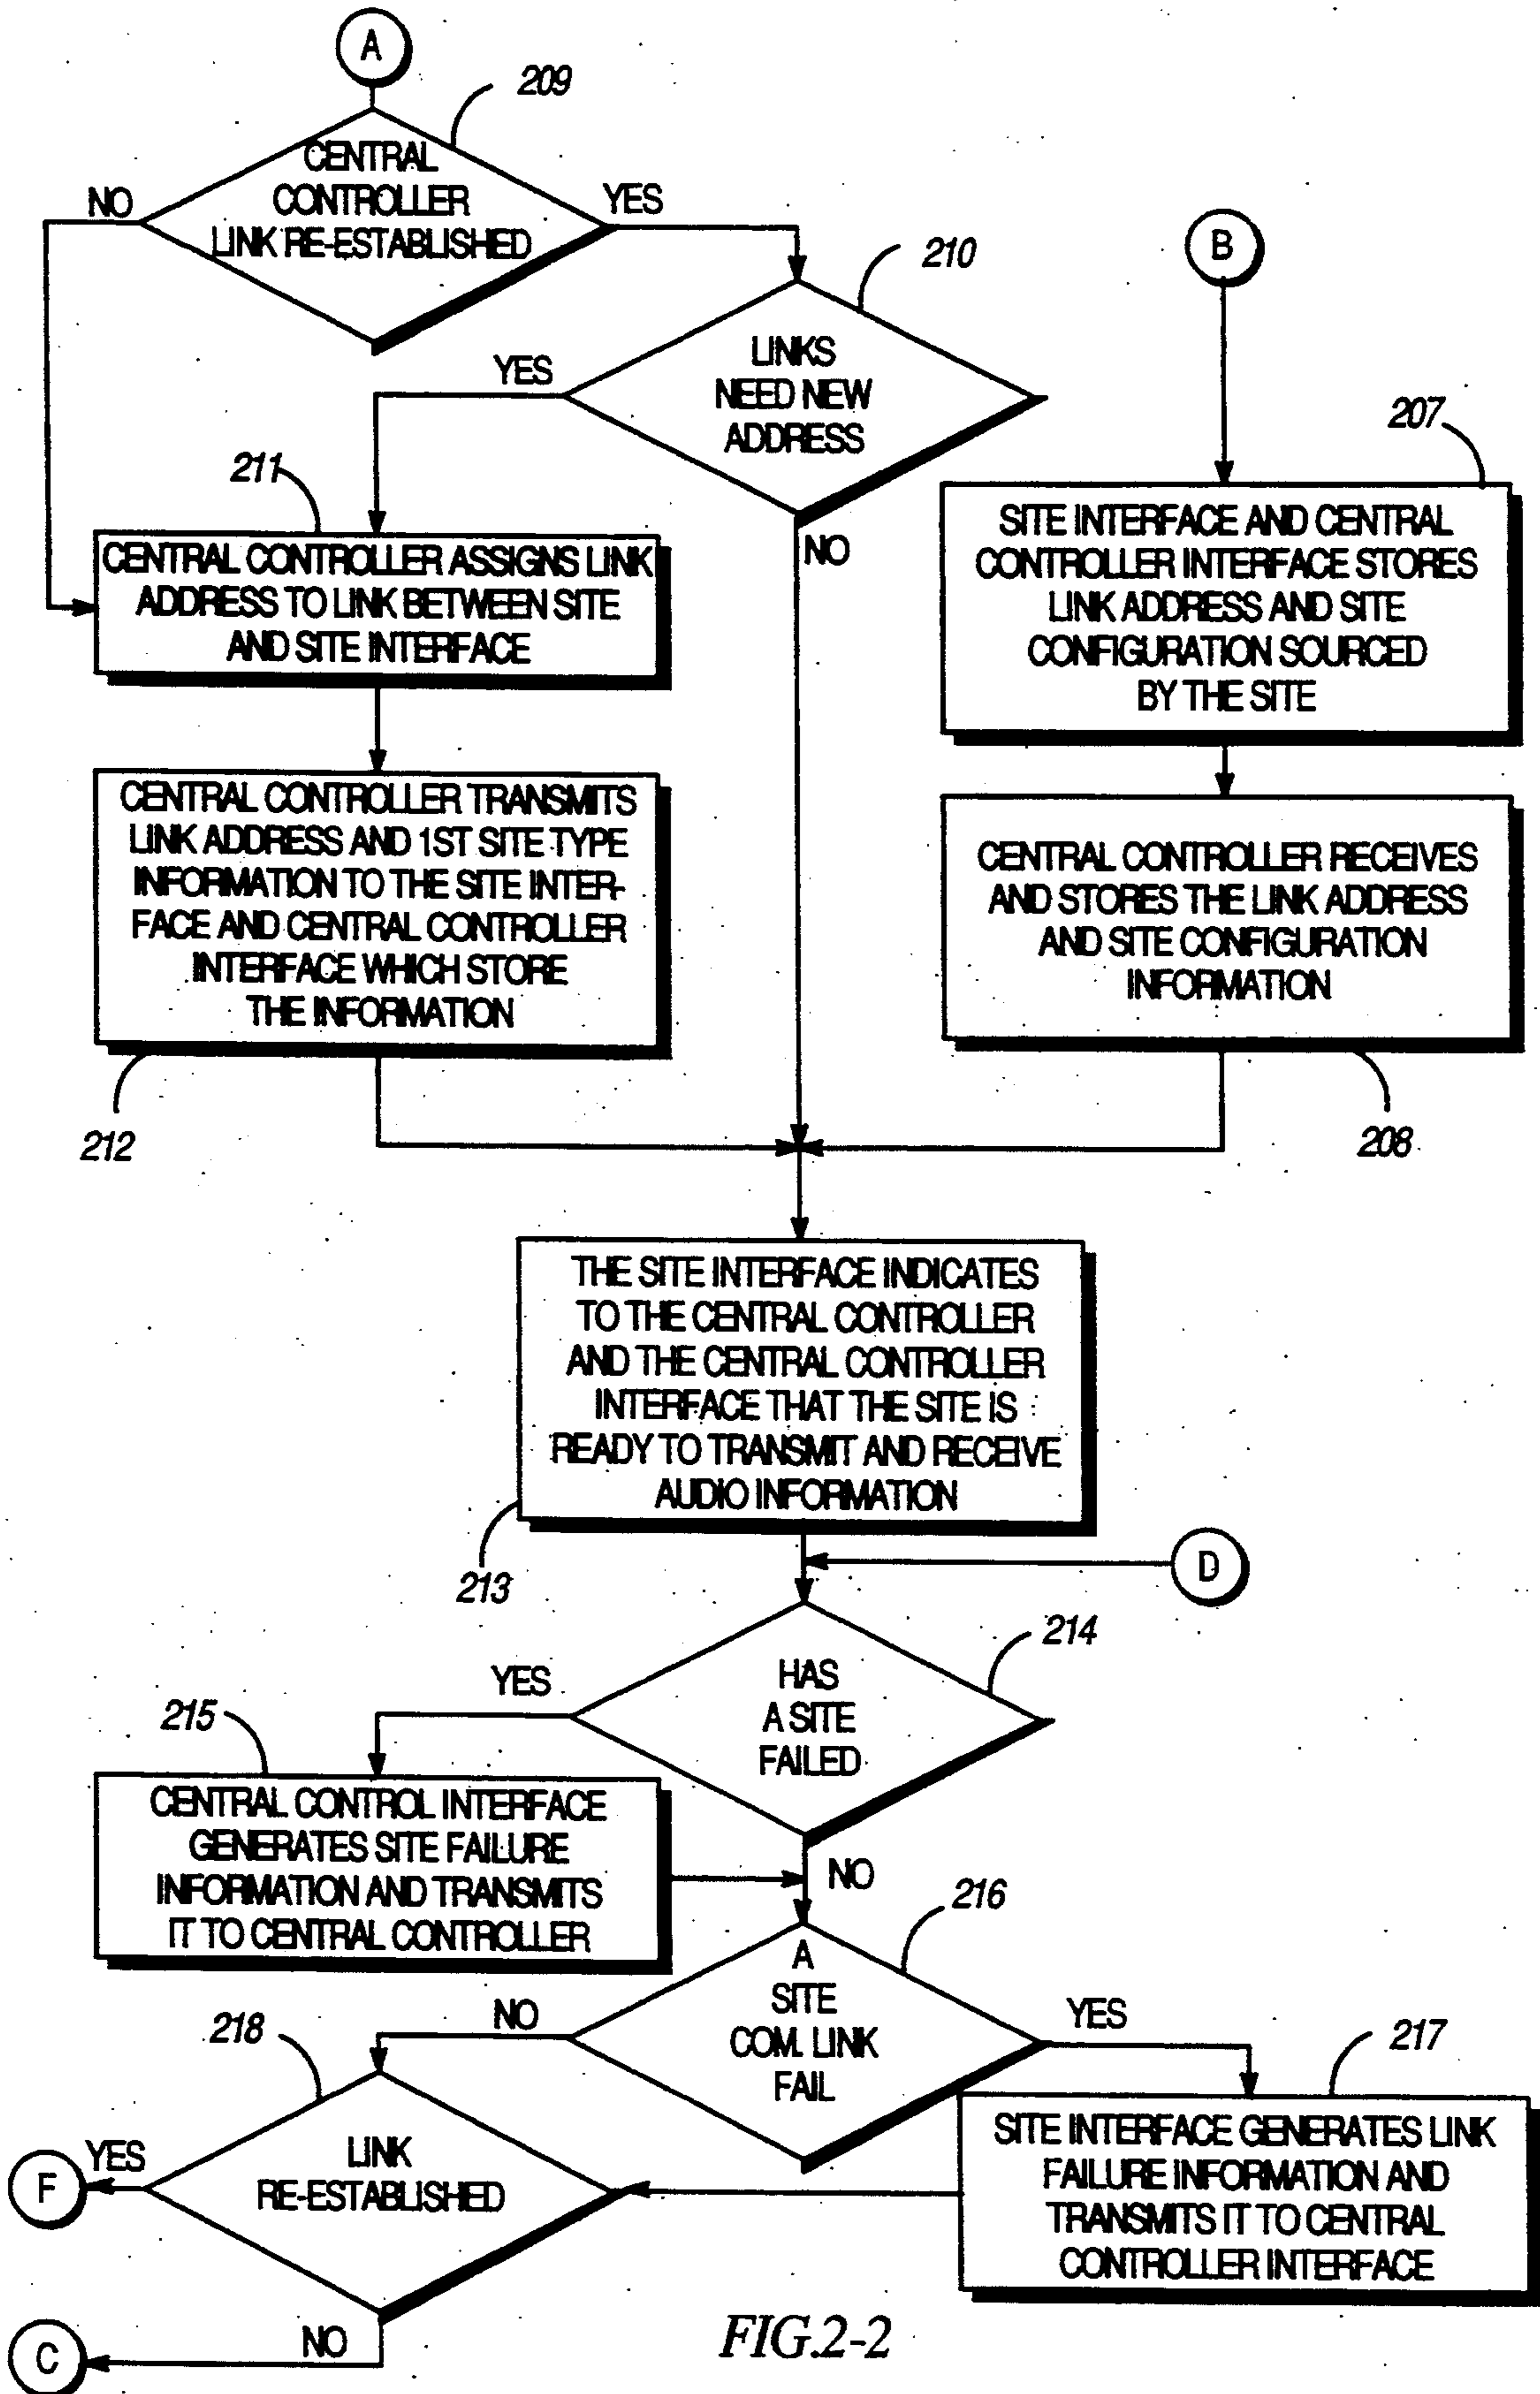 A
209
CENTRAL
CONTROLLER
LINK RE-ESTABLISHED
NO
YES
210
B
LINKS
NEED NEW
ADDRESS
YES
NO
207
SITE INTERFACE AND CENTRAL
CONTROLLER INTERFACE STORES
LINK ADDRESS AND SITE
CONFIGURATION SOURCED
BY THE SITE
211
CENTRAL CONTROLLER ASSIGNS LINK
ADDRESS TO LINK BETWEEN SITE
AND SITE INTERFACE
CENTRAL CONTROLLER TRANSMITS
LINK ADDRESS AND 1ST SITE TYPE
INFORMATION TO THE SITE INTER-
FACE AND CENTRAL CONTROLLER
INTERFACE WHICH STORE
THE INFORMATION
212
CENTRAL CONTROLLER RECEIVES
AND STORES THE LINK ADDRESS
AND SITE CONFIGURATION
INFORMATION
208
THE SITE INTERFACE INDICATES
TO THE CENTRAL CONTROLLER
AND THE CENTRAL CONTROLLER
INTERFACE THAT THE SITE IS
READY TO TRANSMIT AND RECEIVE
AUDIO INFORMATION
213
D
214
HAS
A SITE
FAILED
YES
NO
215
CENTRAL CONTROL INTERFACE
GENERATES SITE FAILURE
INFORMATION AND TRANSMITS
IT TO CENTRAL CONTROLLER
216
A
SITE
COM. LINK
FAIL
NO
YES
217
SITE INTERFACE GENERATES LINK
FAILURE INFORMATION AND
TRANSMITS IT TO CENTRAL
CONTROLLER INTERFACE
218
LINK
RE-ESTABLISHED
YES
F
NO
C
FIG.2-2